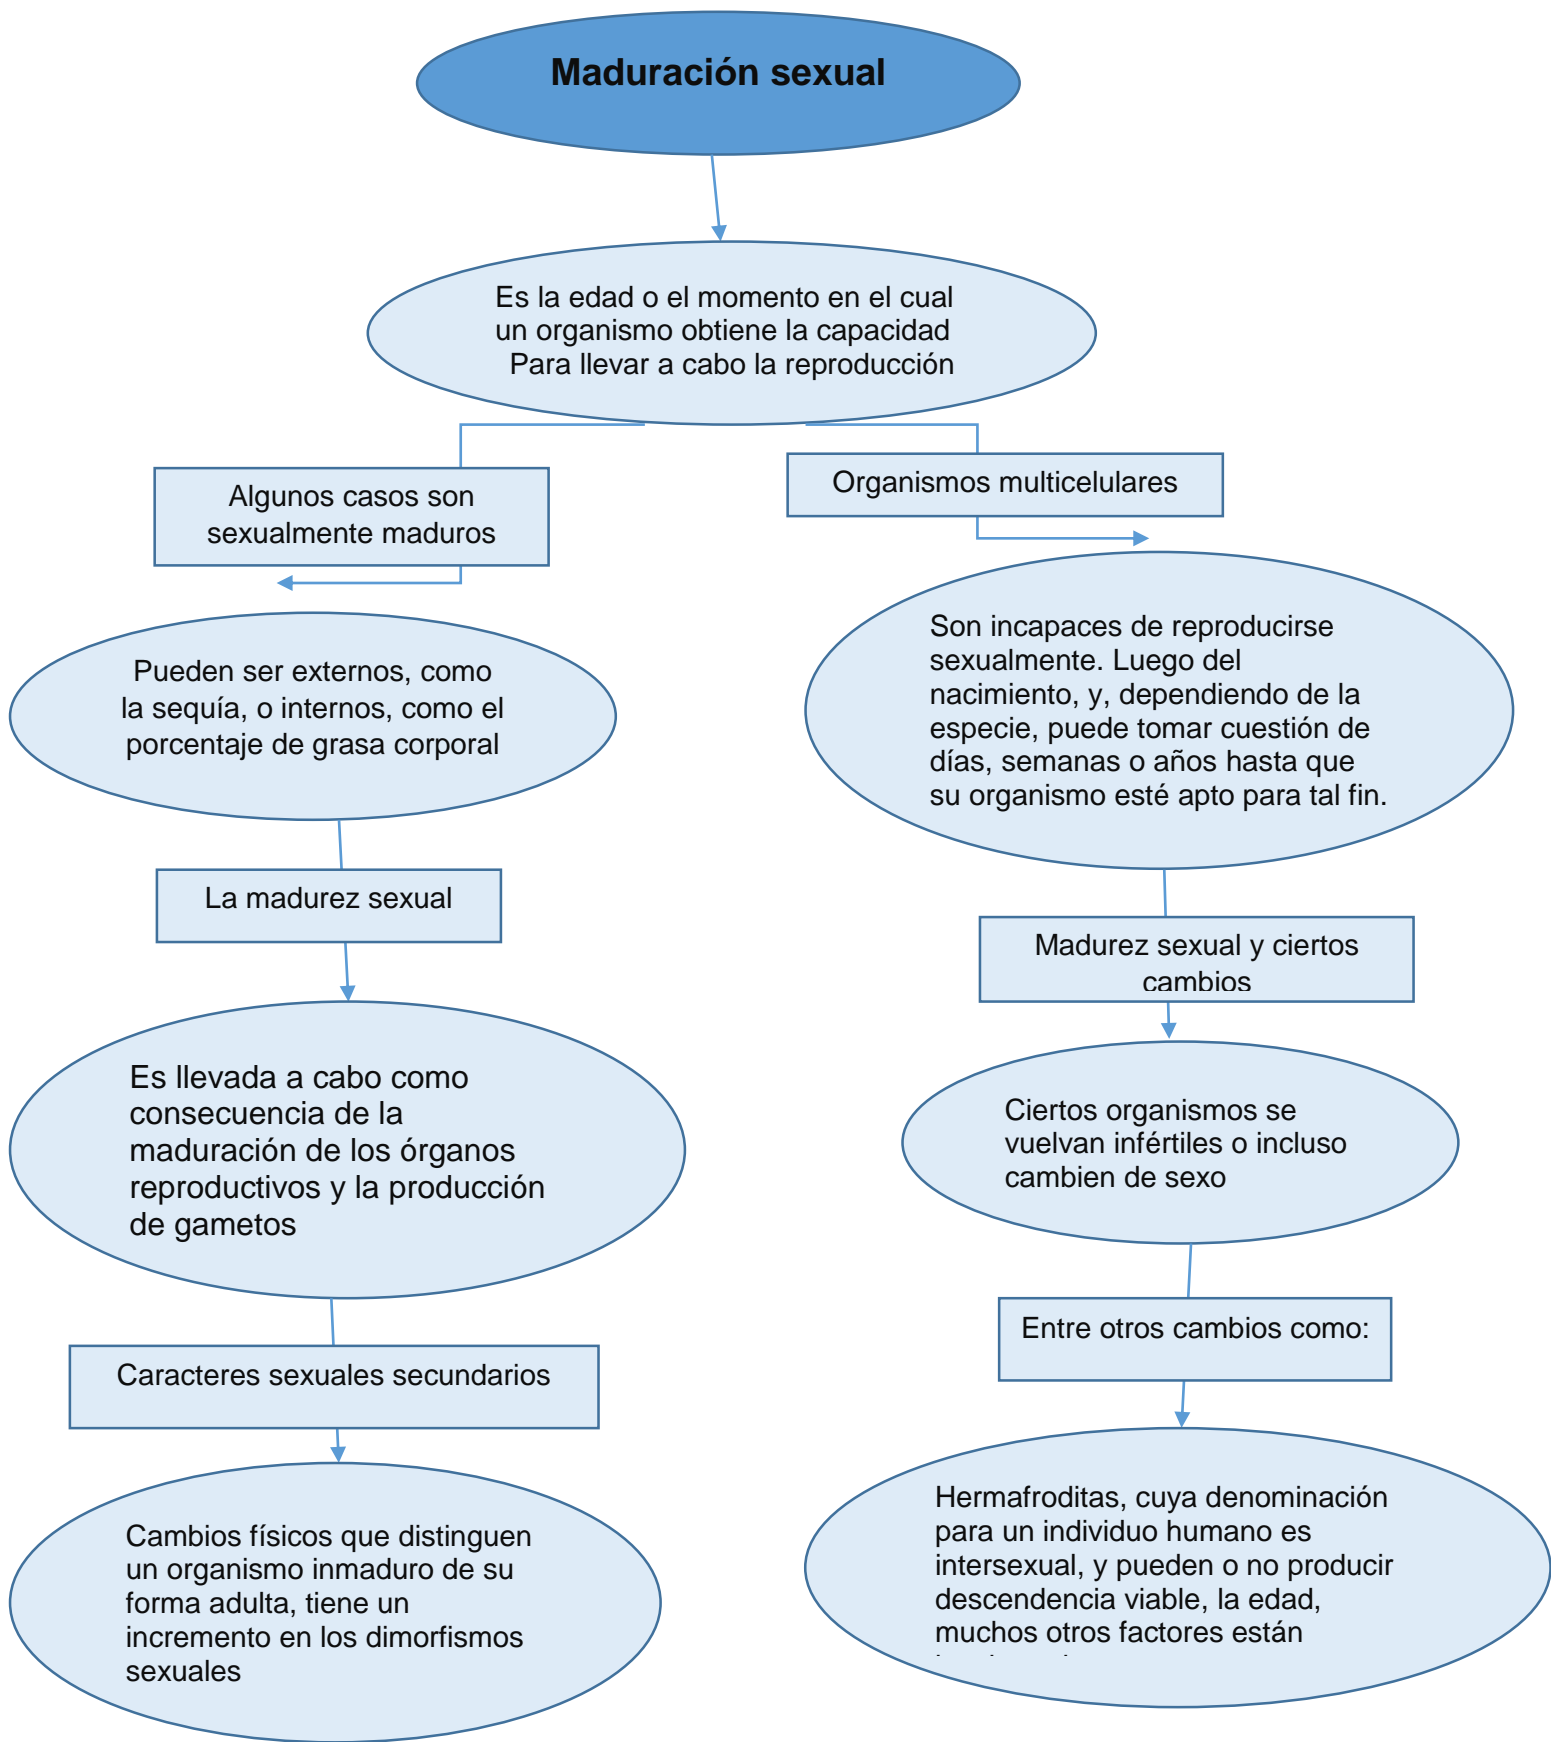 Maduración sexual
Es la edad o el momento en el cual
un organismo obtiene la capacidad
Para llevar a cabo la reproducción
Algunos casos son
sexualmente maduros
Organismos multicelulares
Pueden ser externos, como
la sequía, o internos, como el
porcentaje de grasa corporal
Son incapaces de reproducirse
sexualmente. Luego del
nacimiento, y, dependiendo de la
especie, puede tomar cuestión de
días, semanas o años hasta que
su organismo esté apto para tal fin.
La madurez sexual
Madurez sexual y ciertos
cambios
Es llevada a cabo como
consecuencia de la
maduración de los órganos
reproductivos y la producción
de gametos
Ciertos organismos se
vuelvan infértiles o incluso
cambien de sexo
Caracteres sexuales secundarios
Entre otros cambios como:
Cambios físicos que distinguen
un organismo inmaduro de su
forma adulta, tiene un
incremento en los dimorfismos
sexuales
Hermafroditas, cuya denominación
para un individuo humano es
intersexual, y pueden o no producir
descendencia viable, la edad,
muchos otros factores están